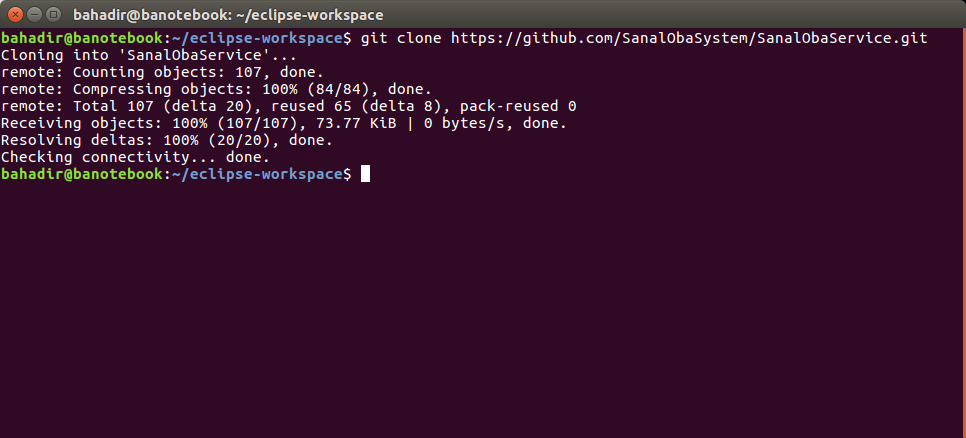 bahadir@banotebook: ~/eclipse-workspace
bahadir@banotebook:~/eclipse-workspace$ git clone https://github.com/SanalObaSystem/SanalObaService.git
Cloning into 'SanalObaService'...
remote: Counting objects: 107, done.
remote: Compressing objects: 100% (84/84), done.
remote: Total 107 (delta 20), reused 65 (delta 8), pack-reused 0
Receiving objects: 100% (107/107), 73.77 KiB | 0 bytes/s, done.
Resolving deltas: 100% (20/20), done.
Checking connectivity... done.
bahadir@banotebook:~/eclipse-workspace$